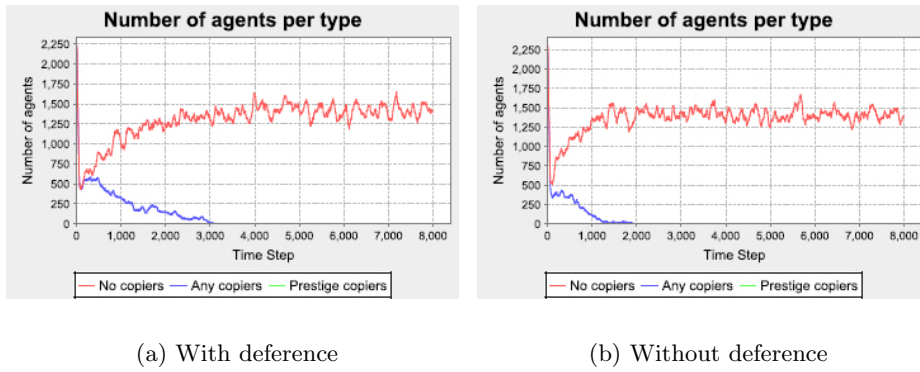 Number of agents per type
Number of agents
2,250
2,000
1,750
1,500
1,250
1,000
750
500
250
0
0 1,000 2,000 3,000 4,000 5,000 6,000 7,000 8,000
Time Step
No copiers Any copiers Prestige copiers
(a) With deference
Number of agents per type
Number of agents
2,250
2,000
1,750
1,500
1,250
1,000
750
500
250
0
0 1,000 2,000 3,000 4,000 5,000 6,000 7,000 8,000
Time Step
No copiers Any copiers Prestige copiers
(b) Without deference